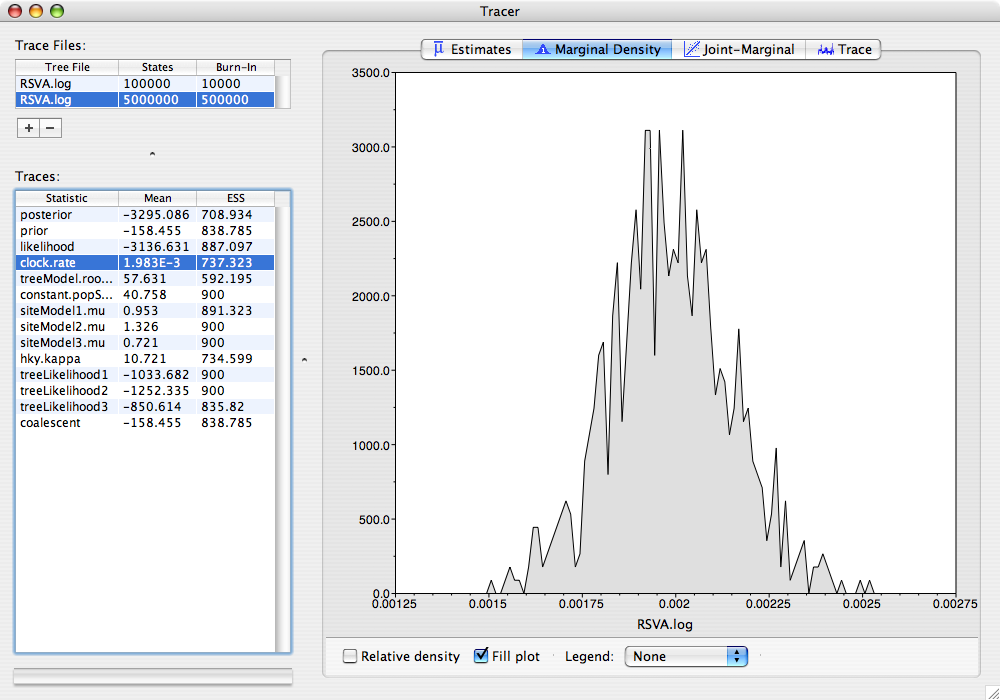 Tracer
Trace Files:
Tree File States Burn-In
RSVA.log 100000 10000
RSVA.log 5000000 500000
+ −
Traces:
Statistic Mean ESS
posterior -3295.086 708.934
prior -158.455 838.785
likelihood -3136.631 887.097
clock.rate 1.983E-3 737.323
treeModel.roo... 57.631 592.195
constant.popS... 40.758 900
siteModel1.mu 0.953 891.323
siteModel2.mu 1.326 900
siteModel3.mu 0.721 900
hky.kappa 10.721 734.599
treeLikelihood1 -1033.682 900
treeLikelihood2 -1252.335 900
treeLikelihood3 -850.614 835.82
coalescent -158.455 838.785
Estimates Marginal Density Joint-Marginal Trace
3500.0
3000.0
2500.0
2000.0
1500.0
1000.0
500.0
0.0
0.00125 0.0015 0.00175 0.002 0.00225 0.0025 0.00275
RSVA.log
Relative density Fill plot Legend: None